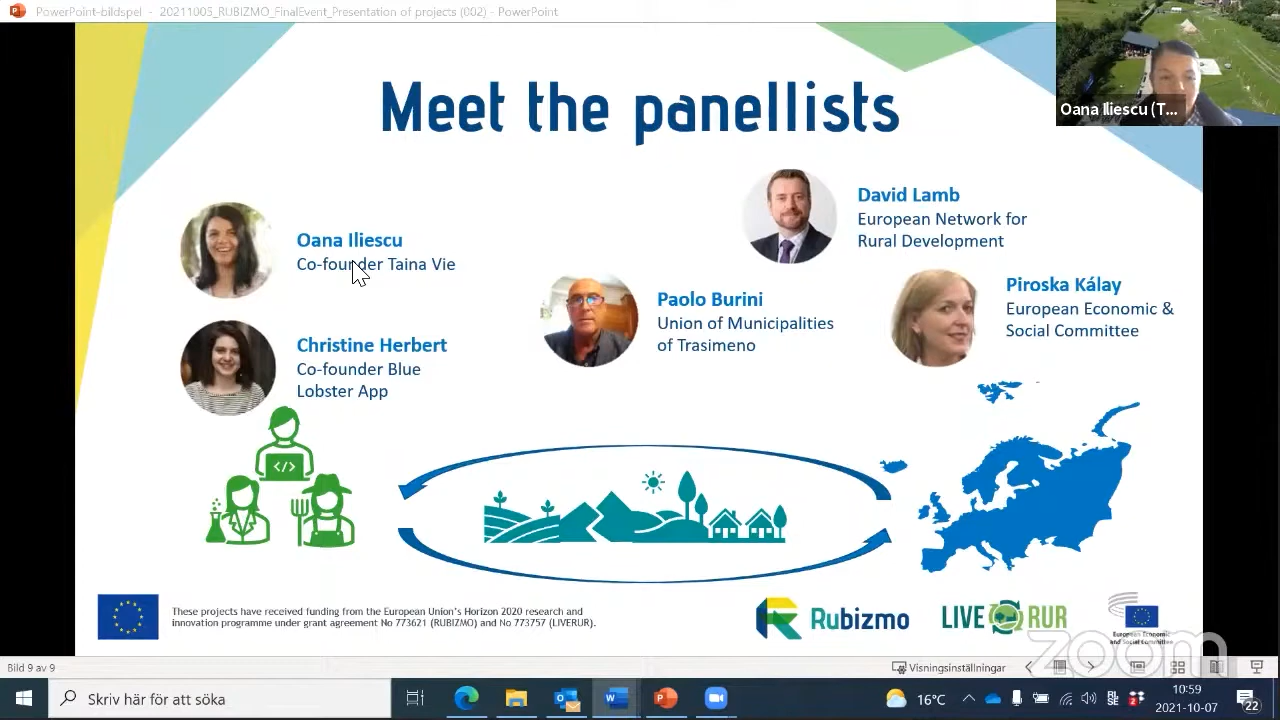 PowerPoint-bildspel - 20211005_RUBIZMO_FinalEvent_Presentation of projects (002) - PowerPoint
Oana Iliescu (T...
Meet the panellists
Oana Iliescu
Co-founder Taina Vie
Christine Herbert
Co-founder Blue
Lobster App
Paolo Burini
Union of Municipalities
of Trasimeno
David Lamb
European Network for
Rural Development
Piroska Kálay
European Economic &
Social Committee
</>
These projects have received funding from the European Union's Horizon 2020 research and
innovation programme under grant agreement No 773621 (RUBIZMO) and No 773757 (LIVERUR).
Rubizmo
LIVE RUR
European Economic
and Social Committee
zoom
Bild 9 av 9
Visningsinställningar
Skriv här för att söka
16°C
10:59
2021-10-07
22